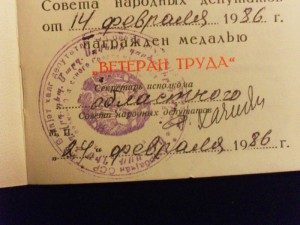 Совета народных депутатов
от „14 февраля 1986 г.
награжден медалью
„ВЕТЕРАН ТРУДА“
Секретарь исполкома
областного
Совета народных депутатов
М. П.
„24“ февраля 1986 г.